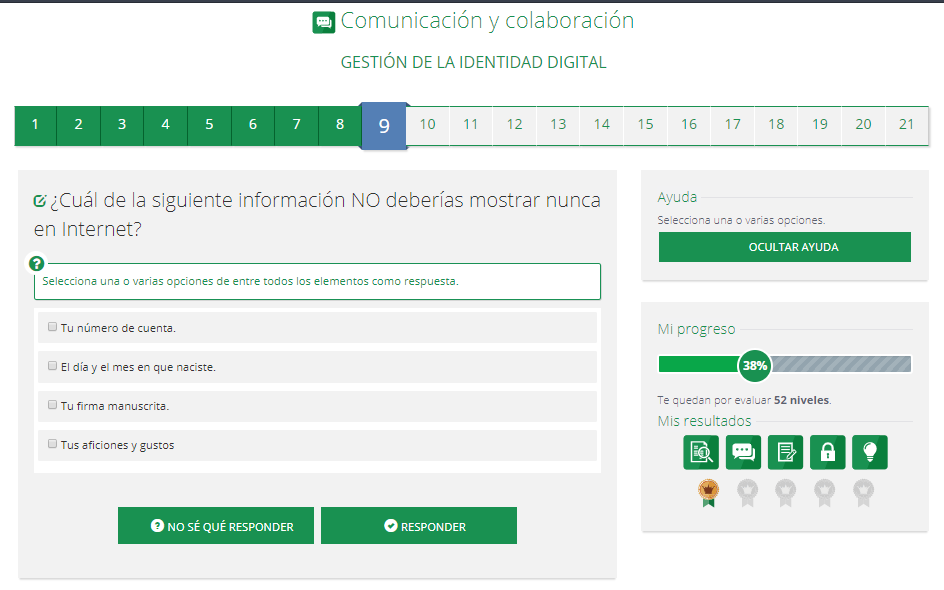 Comunicación y colaboración
GESTIÓN DE LA IDENTIDAD DIGITAL
1 2 3 4 5 6 7 8 9 10 11 12 13 14 15 16 17 18 19 20 21
¿Cuál de la siguiente información NO deberías mostrar nunca
en Internet?
?
Selecciona una o varias opciones de entre todos los elementos como respuesta.
Tu número de cuenta.
El día y el mes en que naciste.
Tu firma manuscrita.
Tus aficiones y gustos
? NO SÉ QUÉ RESPONDER
RESPONDER
Ayuda
Selecciona una o varias opciones.
OCULTAR AYUDA
Mi progreso
38%
Te quedan por evaluar 52 niveles.
Mis resultados